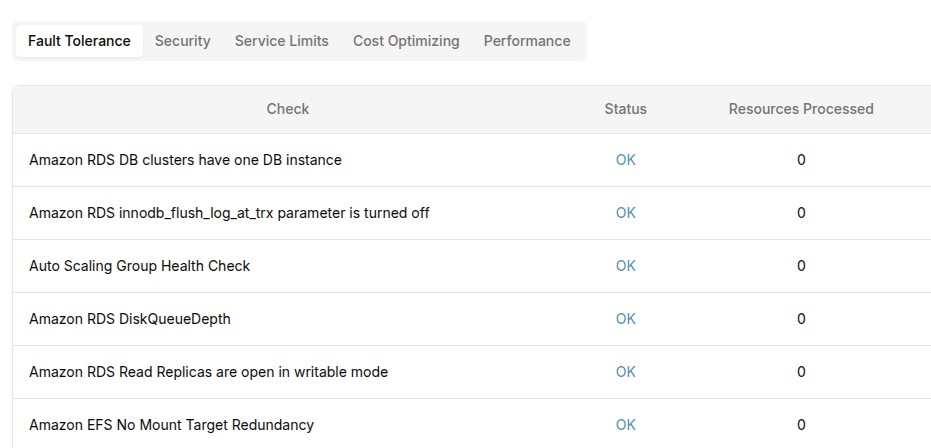 Fault Tolerance Security Service Limits Cost Optimizing Performance
Check Status Resources Processed
Amazon RDS DB clusters have one DB instance OK 0
Amazon RDS innodb_flush_log_at_trx parameter is turned off OK 0
Auto Scaling Group Health Check OK 0
Amazon RDS DiskQueueDepth OK 0
Amazon RDS Read Replicas are open in writable mode OK 0
Amazon EFS No Mount Target Redundancy OK 0